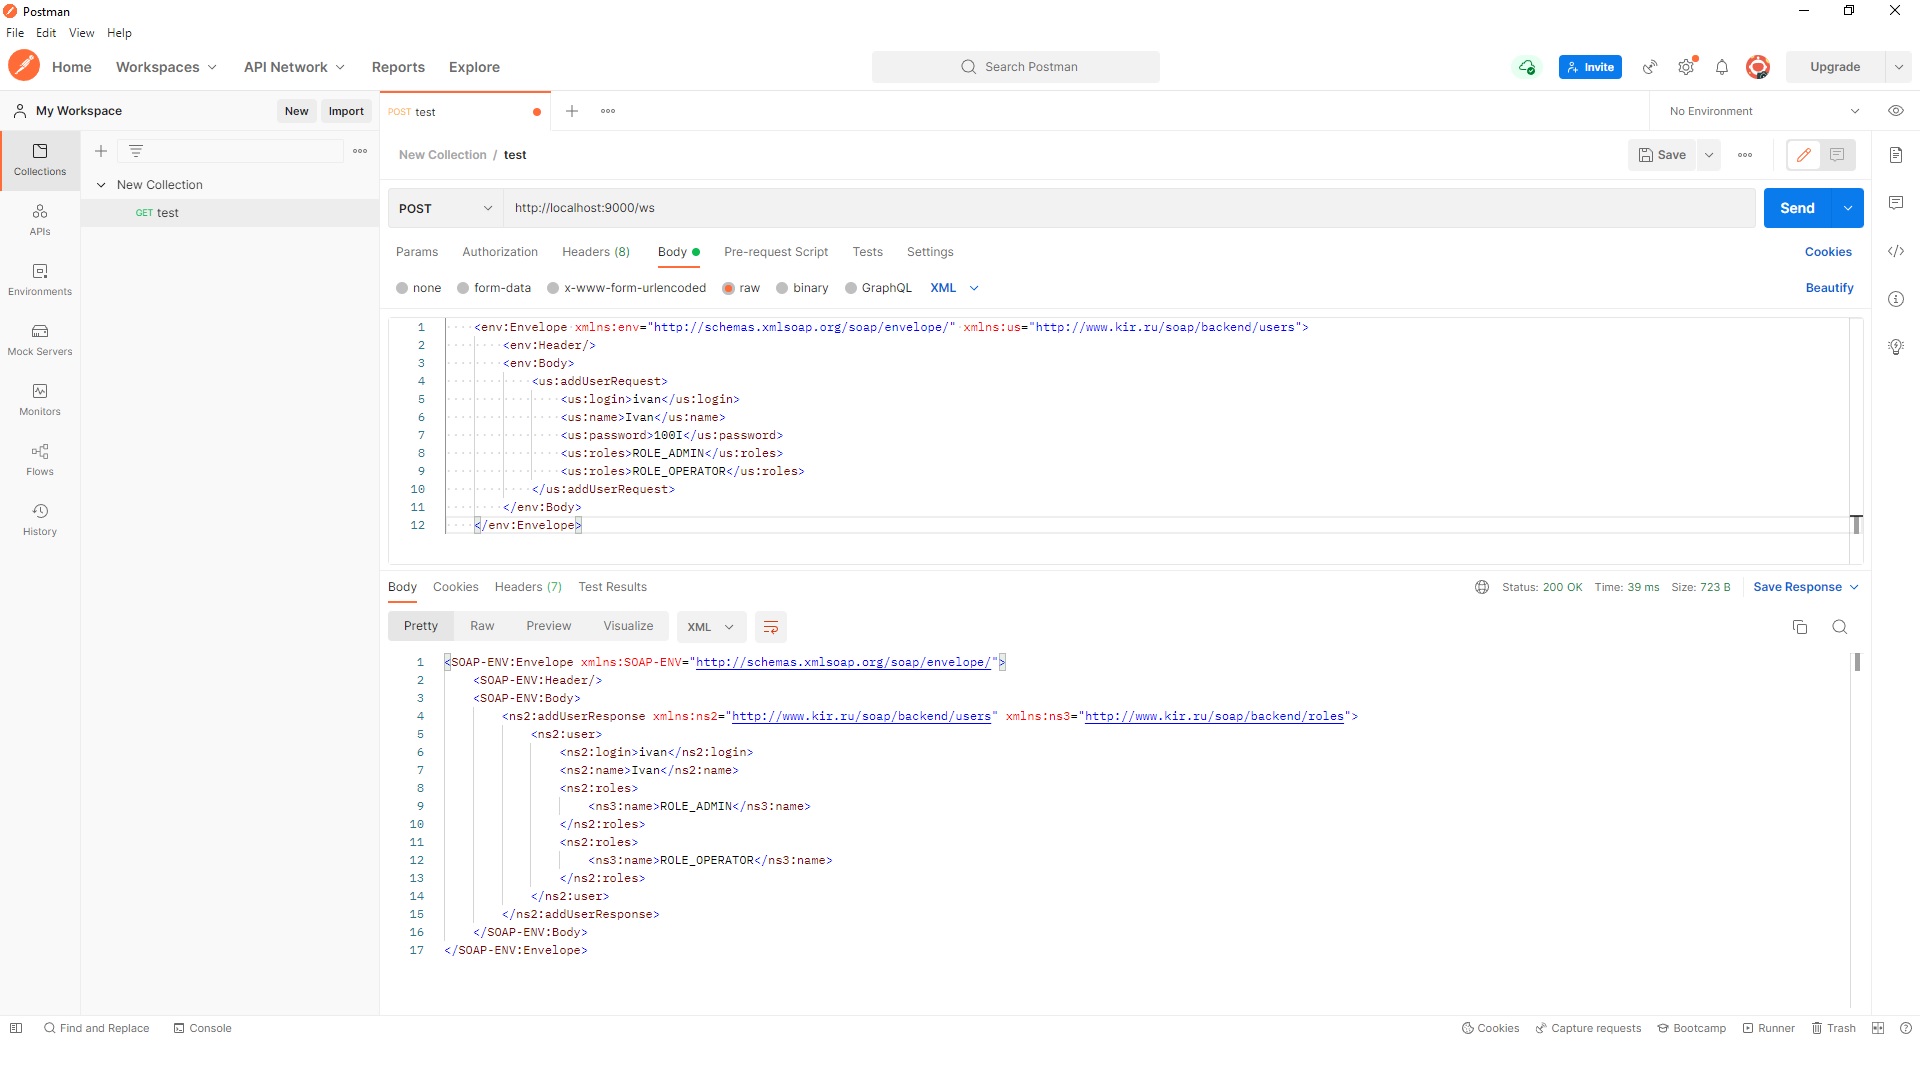 Postman
File Edit View Help
Home Workspaces API Network Reports Explore Search Postman Invite Upgrade
My Workspace New Import POST test No Environment
Collections
APIs
Environments
Mock Servers
Monitors
Flows
History
New Collection
GET test
New Collection / test Save
POST http://localhost:9000/ws Send
Params Authorization Headers (8) Body Pre-request Script Tests Settings Cookies
none form-data x-www-form-urlencoded raw binary GraphQL XML Beautify
1 <env:Envelope xmlns:env="http://schemas.xmlsoap.org/soap/envelope/" xmlns:us="http://www.kir.ru/soap/backend/users">
2 <env:Header/>
3 <env:Body>
4 <us:addUserRequest>
5 <us:login>ivan</us:login>
6 <us:name>Ivan</us:name>
7 <us:password>100I</us:password>
8 <us:roles>ROLE_ADMIN</us:roles>
9 <us:roles>ROLE_OPERATOR</us:roles>
10 </us:addUserRequest>
11 </env:Body>
12 </env:Envelope>
Body Cookies Headers (7) Test Results Status: 200 OK Time: 39 ms Size: 723 B Save Response
Pretty Raw Preview Visualize XML
1 <SOAP-ENV:Envelope xmlns:SOAP-ENV="http://schemas.xmlsoap.org/soap/envelope/">
2 <SOAP-ENV:Header/>
3 <SOAP-ENV:Body>
4 <ns2:addUserResponse xmlns:ns2="http://www.kir.ru/soap/backend/users" xmlns:ns3="http://www.kir.ru/soap/backend/roles">
5 <ns2:user>
6 <ns2:login>ivan</ns2:login>
7 <ns2:name>Ivan</ns2:name>
8 <ns2:roles>
9 <ns3:name>ROLE_ADMIN</ns3:name>
10 </ns2:roles>
11 <ns2:roles>
12 <ns3:name>ROLE_OPERATOR</ns3:name>
13 </ns2:roles>
14 </ns2:user>
15 </ns2:addUserResponse>
16 </SOAP-ENV:Body>
17 </SOAP-ENV:Envelope>
Find and Replace Console Cookies Capture requests Bootcamp Runner Trash